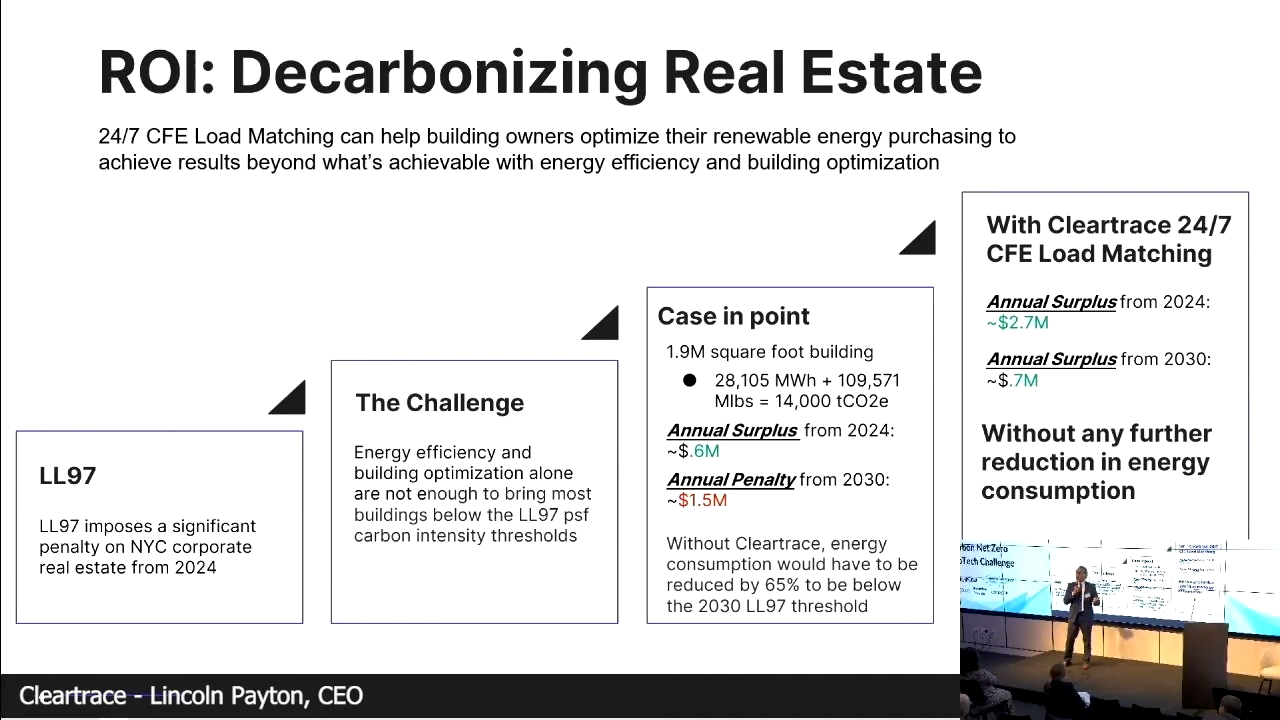 ROI: Decarbonizing Real Estate
24/7 CFE Load Matching can help building owners optimize their renewable energy purchasing to
achieve results beyond what's achievable with energy efficiency and building optimization
LL97
LL97 imposes a significant
penalty on NYC corporate
real estate from 2024
The Challenge
Energy efficiency and
building optimization alone
are not enough to bring most
buildings below the LL97 psf
carbon intensity thresholds
Case in point
1.9M square foot building
● 28,105 MWh + 109,571
Mlbs = 14,000 tCO2e
Annual Surplus from 2024:
~$.6M
Annual Penalty from 2030:
~$1.5M
Without Cleartrace, energy
consumption would have to be
reduced by 65% to be below
the 2030 LL97 threshold
With Cleartrace 24/7
CFE Load Matching
Annual Surplus from 2024:
~$2.7M
Annual Surplus from 2030:
~$.7M
Without any further
reduction in energy
consumption
rbon Net Zero
Tech Challenge
Cleartrace - Lincoln Payton, CEO